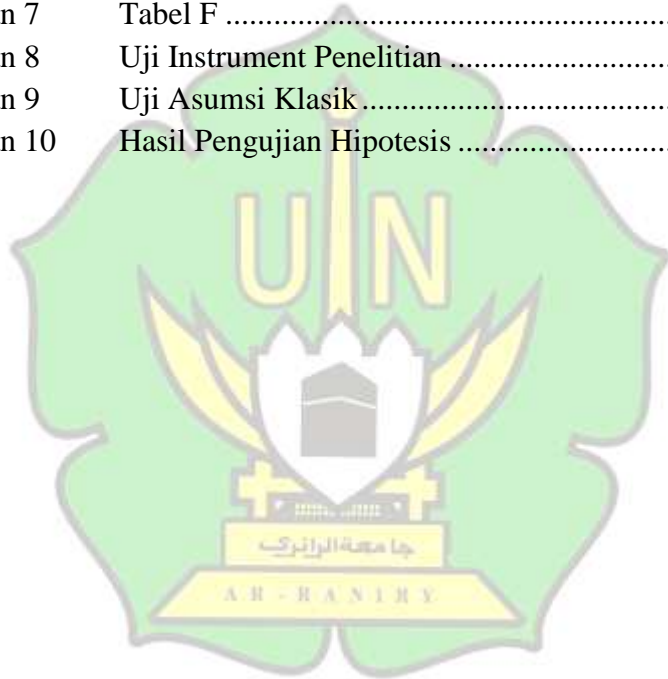 n 7 Tabel F ............................................................
n 8 Uji Instrument Penelitian ..............................
n 9 Uji Asumsi Klasik ..........................................
n 10 Hasil Pengujian Hipotesis .............................
UIN
جامعة الرانري
AR-RANIRY